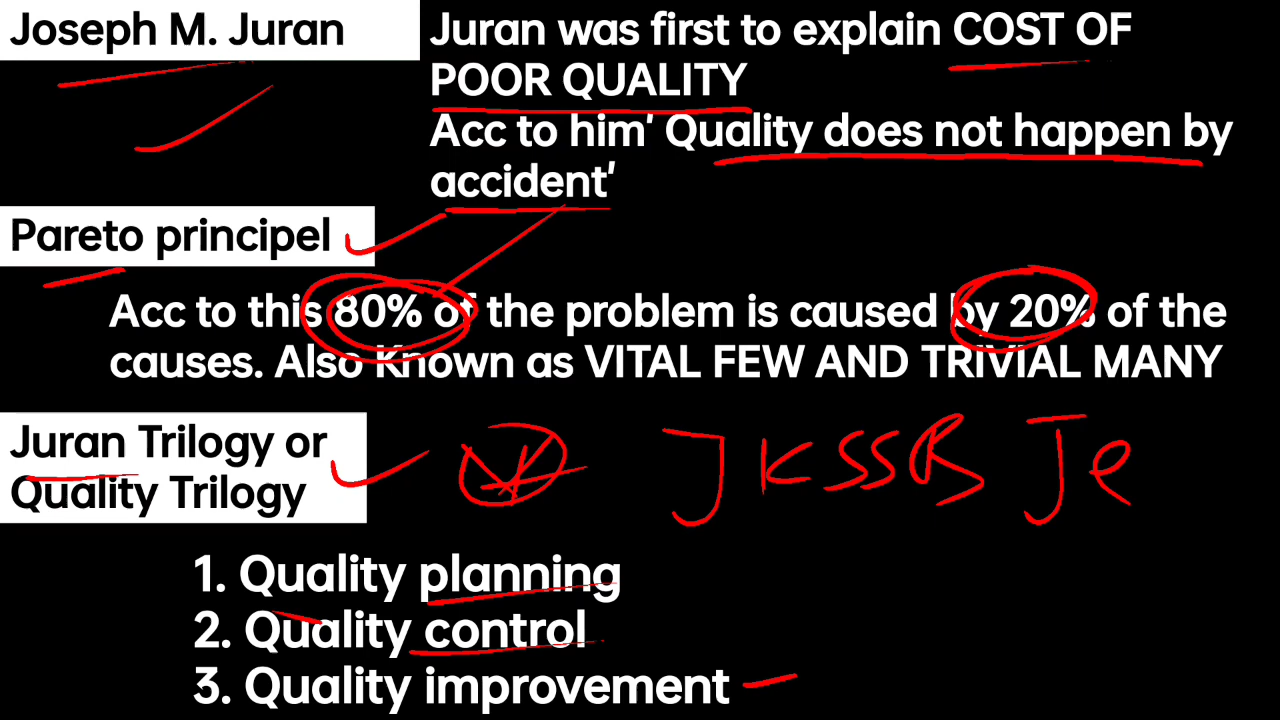 Joseph M. Juran
Juran was first to explain COST OF
POOR QUALITY
Acc to him' Quality does not happen by
accident'
Pareto principel
Acc to this 80% of the problem is caused by 20% of the
causes. Also Known as VITAL FEW AND TRIVIAL MANY
Juran Trilogy or
Quality Trilogy
JKSSB Je
1. Quality planning
2. Quality control
3. Quality improvement